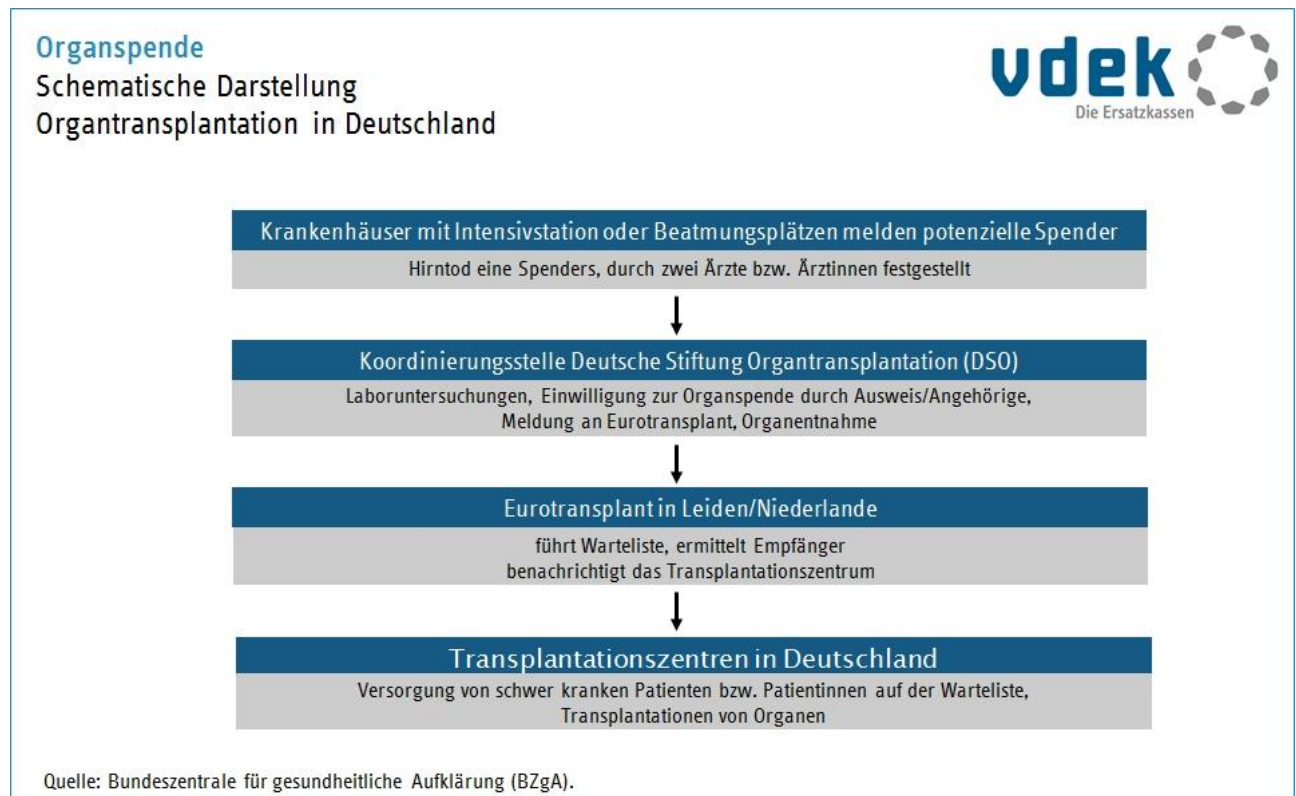 Organspende
Schematische Darstellung
Organtransplantation in Deutschland
vdek
Die Ersatzkassen
Krankenhäuser mit Intensivstation oder Beatmungsplätzen melden potenzielle Spender
Hirntod eine Spenders, durch zwei Ärzte bzw. Ärztinnen festgestellt
Koordinierungsstelle Deutsche Stiftung Organtransplantation (DSO)
Laboruntersuchungen, Einwilligung zur Organspende durch Ausweis/Angehörige,
Meldung an Eurotransplant, Organentnahme
Eurotransplant in Leiden/Niederlande
führt Warteliste, ermittelt Empfänger
benachrichtigt das Transplantationszentrum
Transplantationszentren in Deutschland
Versorgung von schwer kranken Patienten bzw. Patientinnen auf der Warteliste,
Transplantationen von Organen
Quelle: Bundeszentrale für gesundheitliche Aufklärung (BZgA).